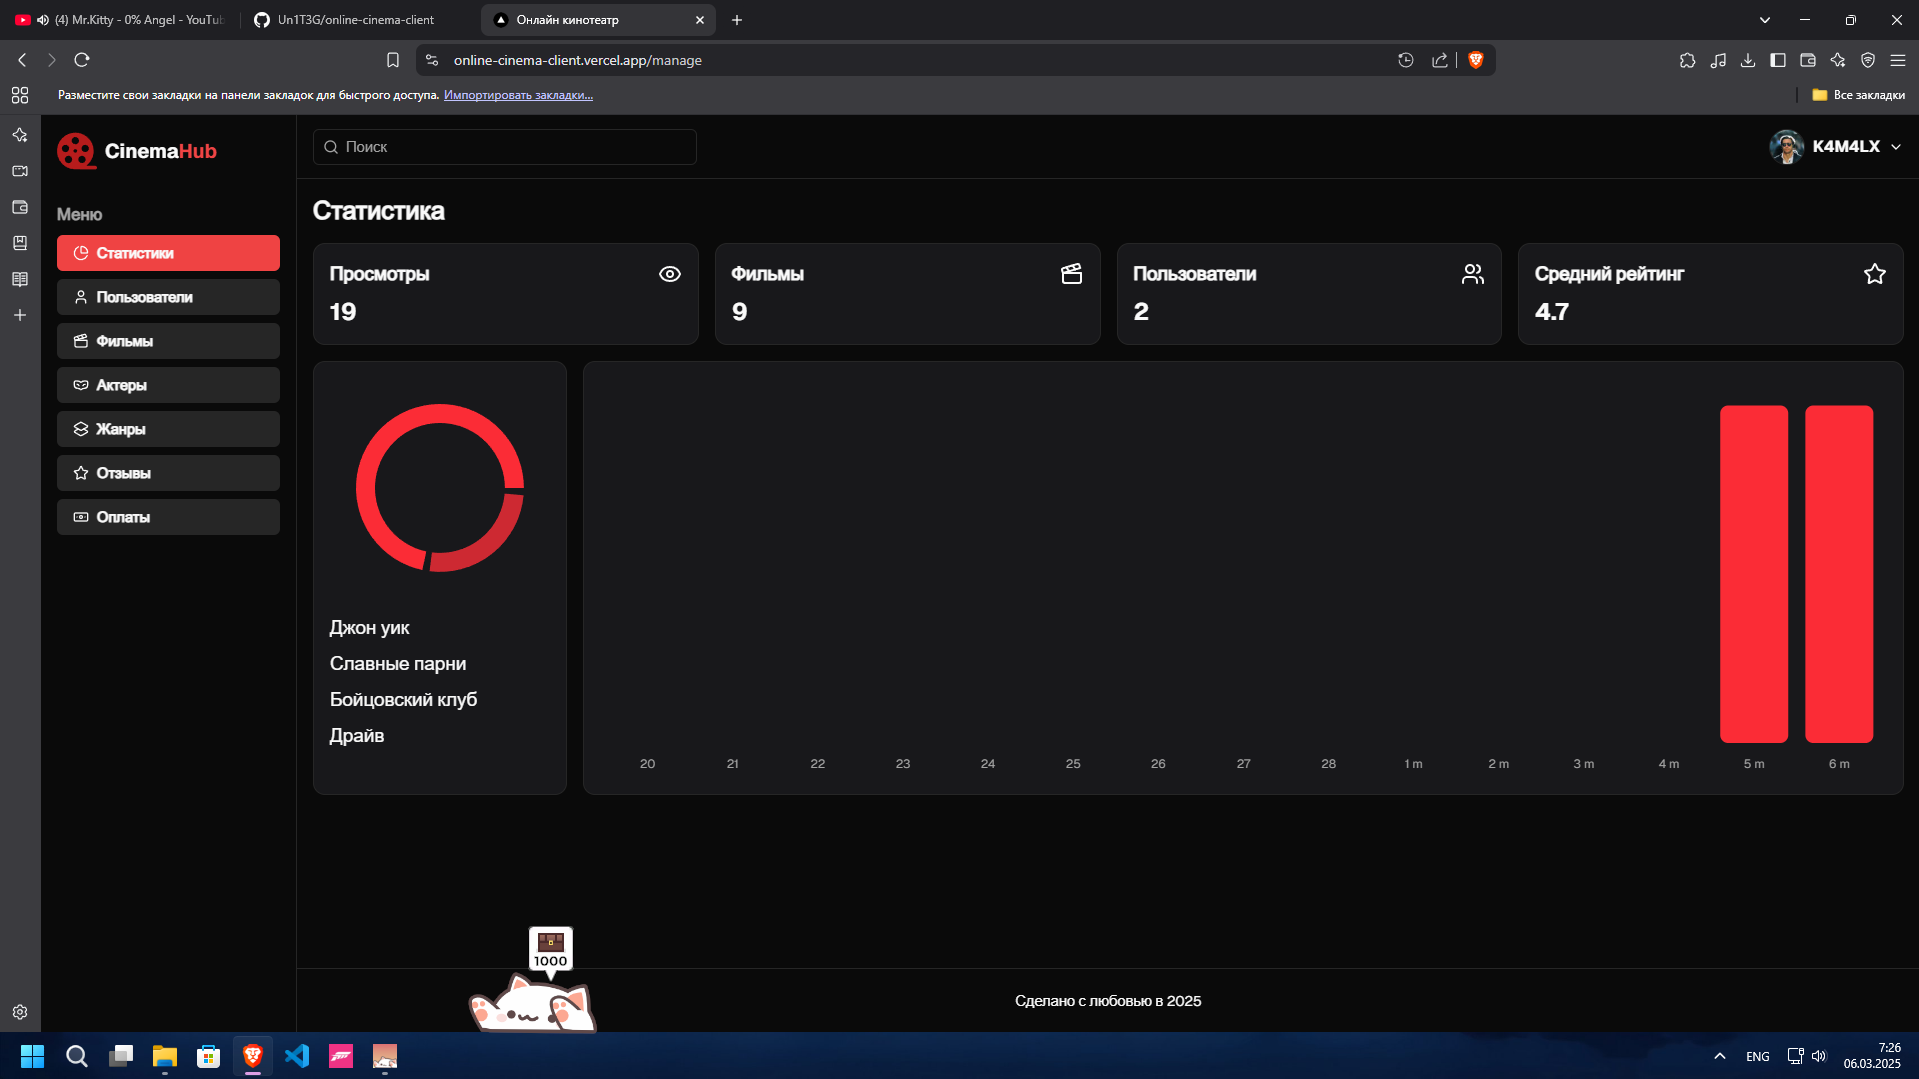 (4) Mr.Kitty - 0% Angel - YouTub
Un1T3G/online-cinema-client
Онлайн кинотеатр
online-cinema-client.vercel.app/manage
Разместите свои закладки на панели закладок для быстрого доступа. Импортировать закладки...
Все закладки
CinemaHub
Поиск
K4M4LX
Меню
Статистики
Пользователи
Фильмы
Актеры
Жанры
Отзывы
Оплаты
Статистика
Просмотры
19
Фильмы
9
Пользователи
2
Средний рейтинг
4.7
Джон уик
Славные парни
Бойцовский клуб
Драйв
20 21 22 23 24 25 26 27 28 1 m 2 m 3 m 4 m 5 m 6 m
1000
Сделано с любовью в 2025
ENG
7:26
06.03.2025